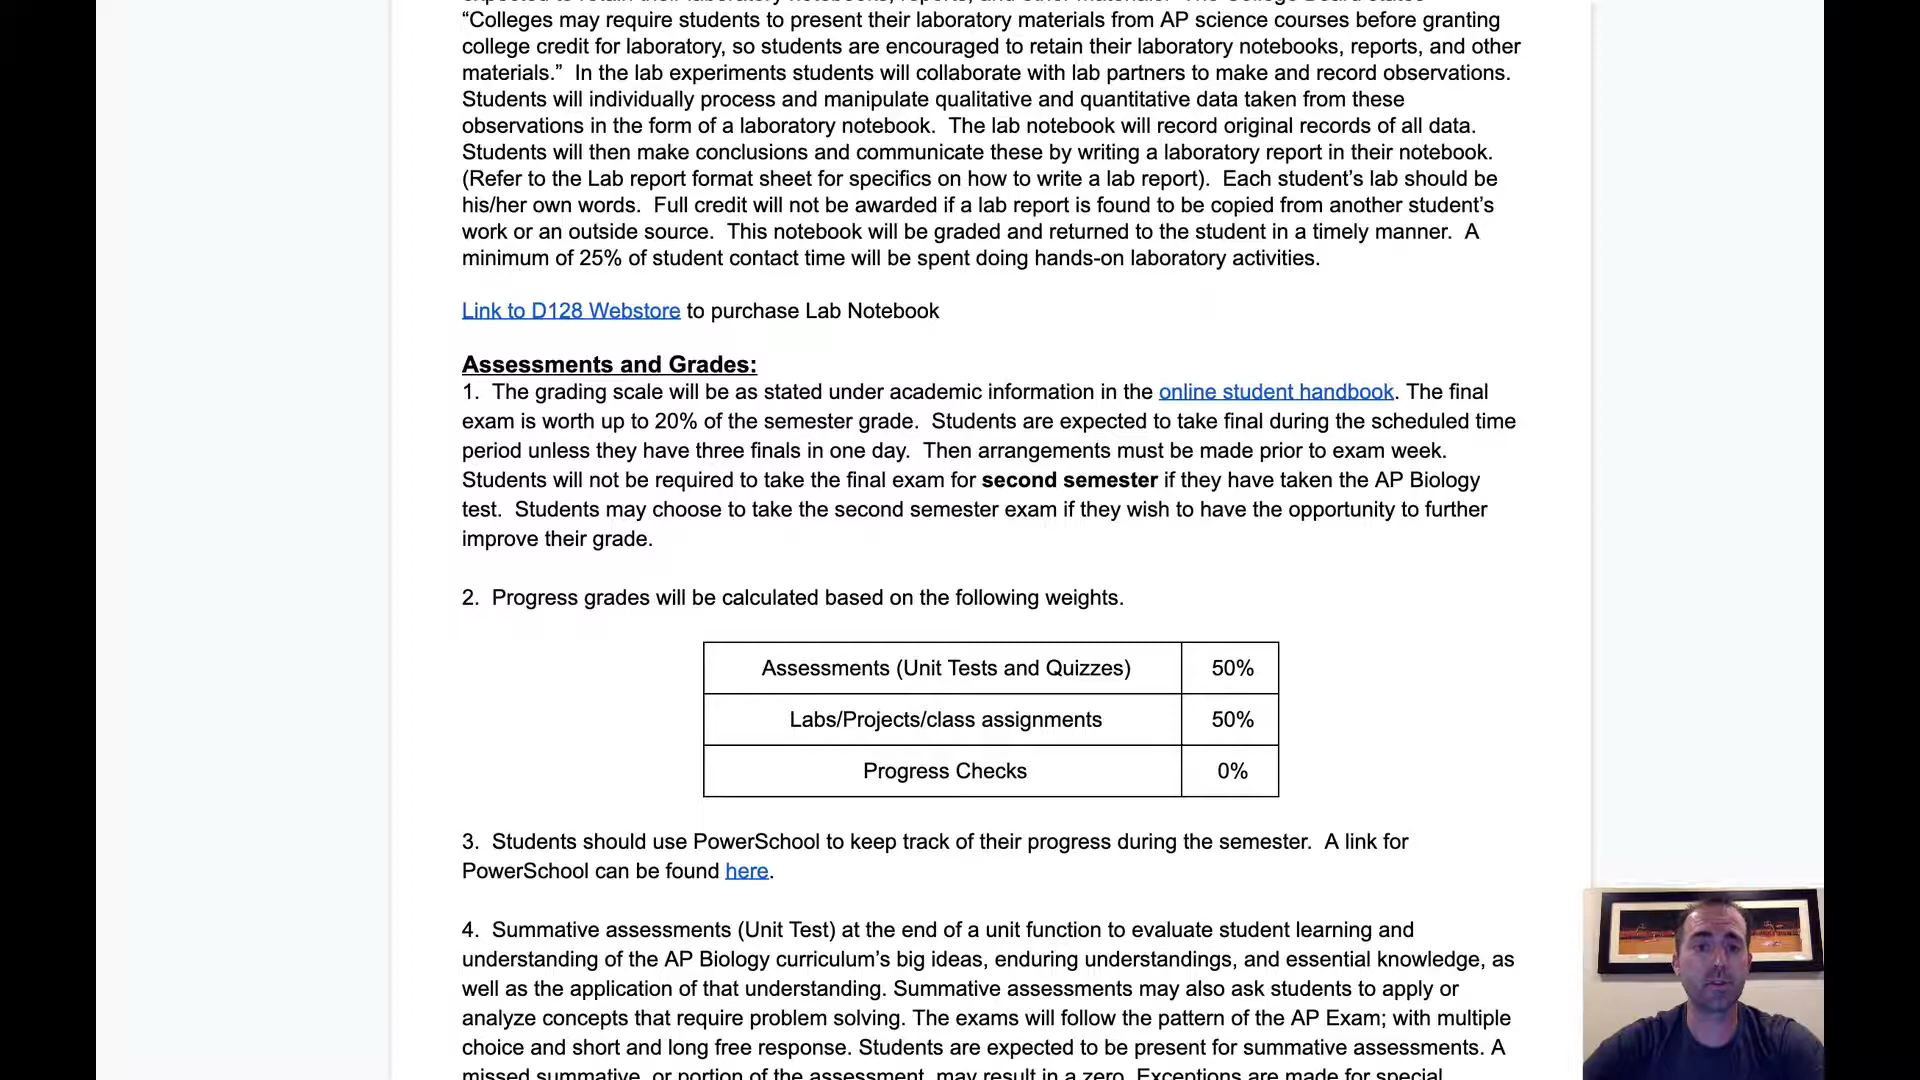 “Colleges may require students to present their laboratory materials from AP science courses before granting
college credit for laboratory, so students are encouraged to retain their laboratory notebooks, reports, and other
materials.”  In the lab experiments students will collaborate with lab partners to make and record observations.
Students will individually process and manipulate qualitative and quantitative data taken from these
observations in the form of a laboratory notebook.  The lab notebook will record original records of all data.
Students will then make conclusions and communicate these by writing a laboratory report in their notebook.
(Refer to the Lab report format sheet for specifics on how to write a lab report).  Each student’s lab should be
his/her own words.  Full credit will not be awarded if a lab report is found to be copied from another student’s
work or an outside source.  This notebook will be graded and returned to the student in a timely manner.  A
minimum of 25% of student contact time will be spent doing hands-on laboratory activities.
Link to D128 Webstore to purchase Lab Notebook
Assessments and Grades:
1.  The grading scale will be as stated under academic information in the online student handbook. The final
exam is worth up to 20% of the semester grade.  Students are expected to take final during the scheduled time
period unless they have three finals in one day.  Then arrangements must be made prior to exam week.
Students will not be required to take the final exam for second semester if they have taken the AP Biology
test.  Students may choose to take the second semester exam if they wish to have the opportunity to further
improve their grade.
2.  Progress grades will be calculated based on the following weights.
Assessments (Unit Tests and Quizzes) 50%
Labs/Projects/class assignments 50%
Progress Checks 0%
3.  Students should use PowerSchool to keep track of their progress during the semester.  A link for
PowerSchool can be found here.
4.  Summative assessments (Unit Test) at the end of a unit function to evaluate student learning and
understanding of the AP Biology curriculum’s big ideas, enduring understandings, and essential knowledge, as
well as the application of that understanding. Summative assessments may also ask students to apply or
analyze concepts that require problem solving. The exams will follow the pattern of the AP Exam; with multiple
choice and short and long free response. Students are expected to be present for summative assessments. A
missed summative, or portion of the assessment, may result in a zero. Exceptions are made for special